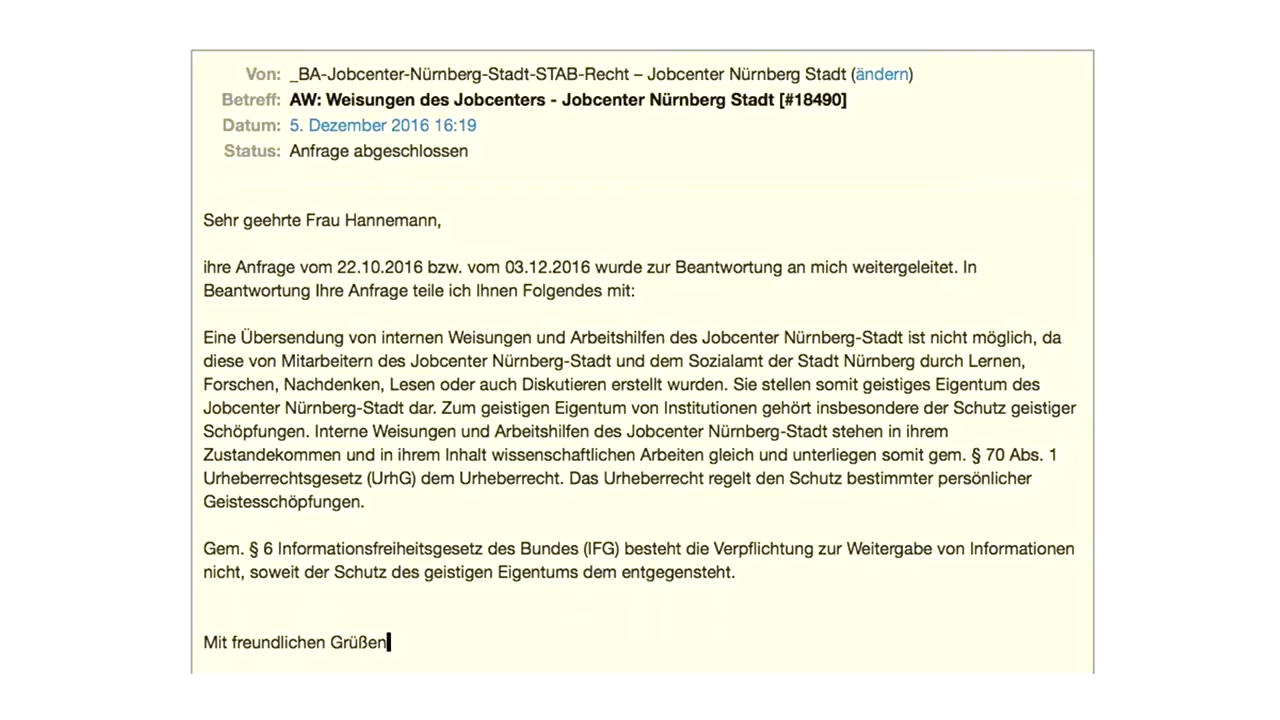 Von: _BA-Jobcenter-Nürnberg-Stadt-STAB-Recht – Jobcenter Nürnberg Stadt (ändern)
Betreff: AW: Weisungen des Jobcenters - Jobcenter Nürnberg Stadt [#18490]
Datum: 5. Dezember 2016 16:19
Status: Anfrage abgeschlossen
Sehr geehrte Frau Hannemann,
ihre Anfrage vom 22.10.2016 bzw. vom 03.12.2016 wurde zur Beantwortung an mich weitergeleitet. In
Beantwortung Ihre Anfrage teile ich Ihnen Folgendes mit:
Eine Übersendung von internen Weisungen und Arbeitshilfen des Jobcenter Nürnberg-Stadt ist nicht möglich, da
diese von Mitarbeitern des Jobcenter Nürnberg-Stadt und dem Sozialamt der Stadt Nürnberg durch Lernen,
Forschen, Nachdenken, Lesen oder auch Diskutieren erstellt wurden. Sie stellen somit geistiges Eigentum des
Jobcenter Nürnberg-Stadt dar. Zum geistigen Eigentum von Institutionen gehört insbesondere der Schutz geistiger
Schöpfungen. Interne Weisungen und Arbeitshilfen des Jobcenter Nürnberg-Stadt stehen in ihrem
Zustandekommen und in ihrem Inhalt wissenschaftlichen Arbeiten gleich und unterliegen somit gem. § 70 Abs. 1
Urheberrechtsgesetz (UrhG) dem Urheberrecht. Das Urheberrecht regelt den Schutz bestimmter persönlicher
Geistesschöpfungen.
Gem. § 6 Informationsfreiheitsgesetz des Bundes (IFG) besteht die Verpflichtung zur Weitergabe von Informationen
nicht, soweit der Schutz des geistigen Eigentums dem entgegensteht.
Mit freundlichen Grüßen